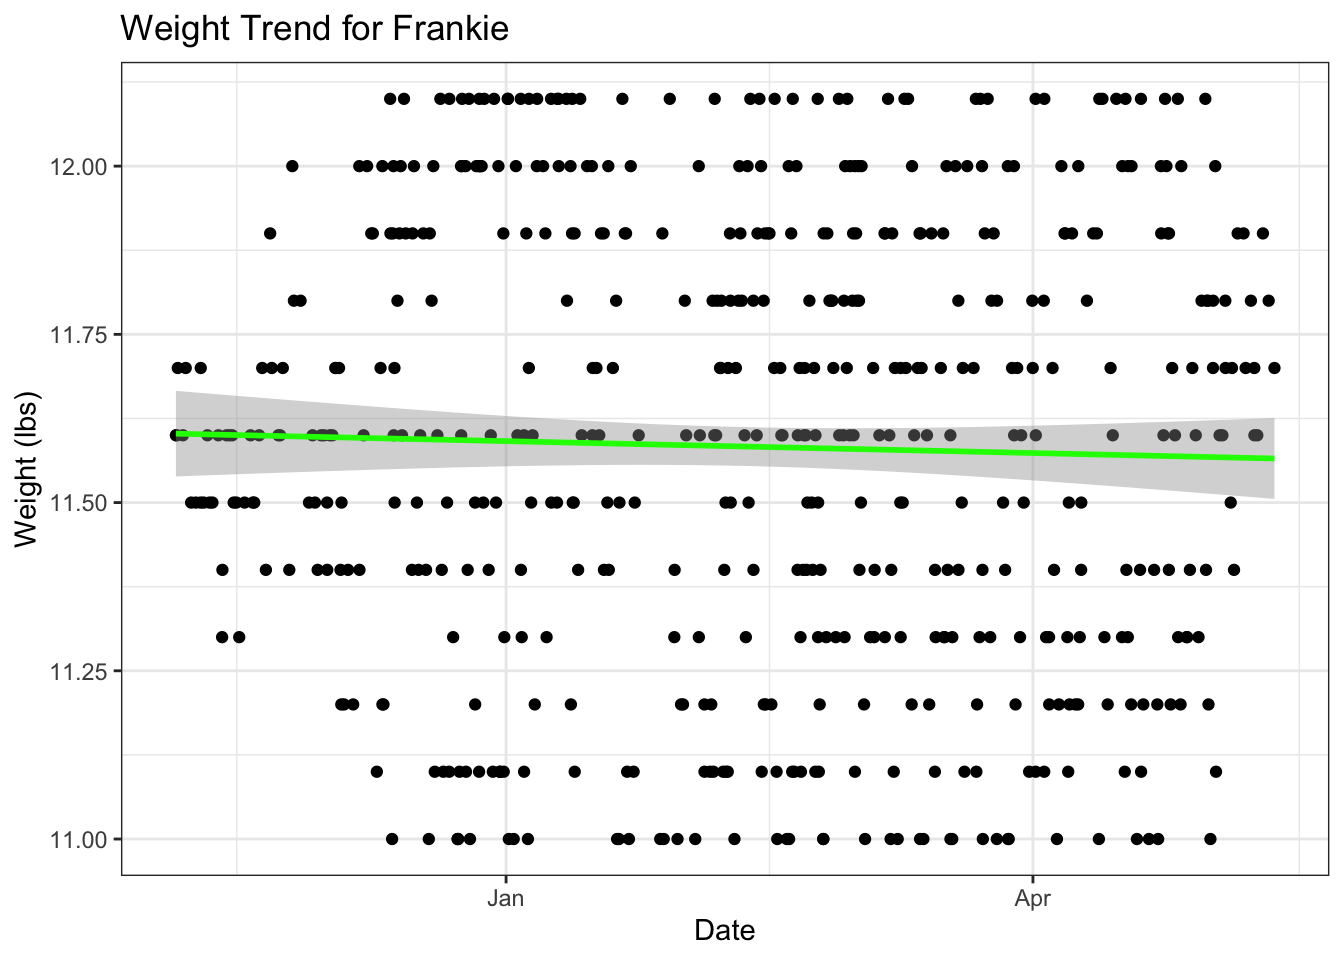 Weight Trend for Frankie
12.00
11.75
11.50
11.25
11.00
Weight (lbs)
Jan
Apr
Date